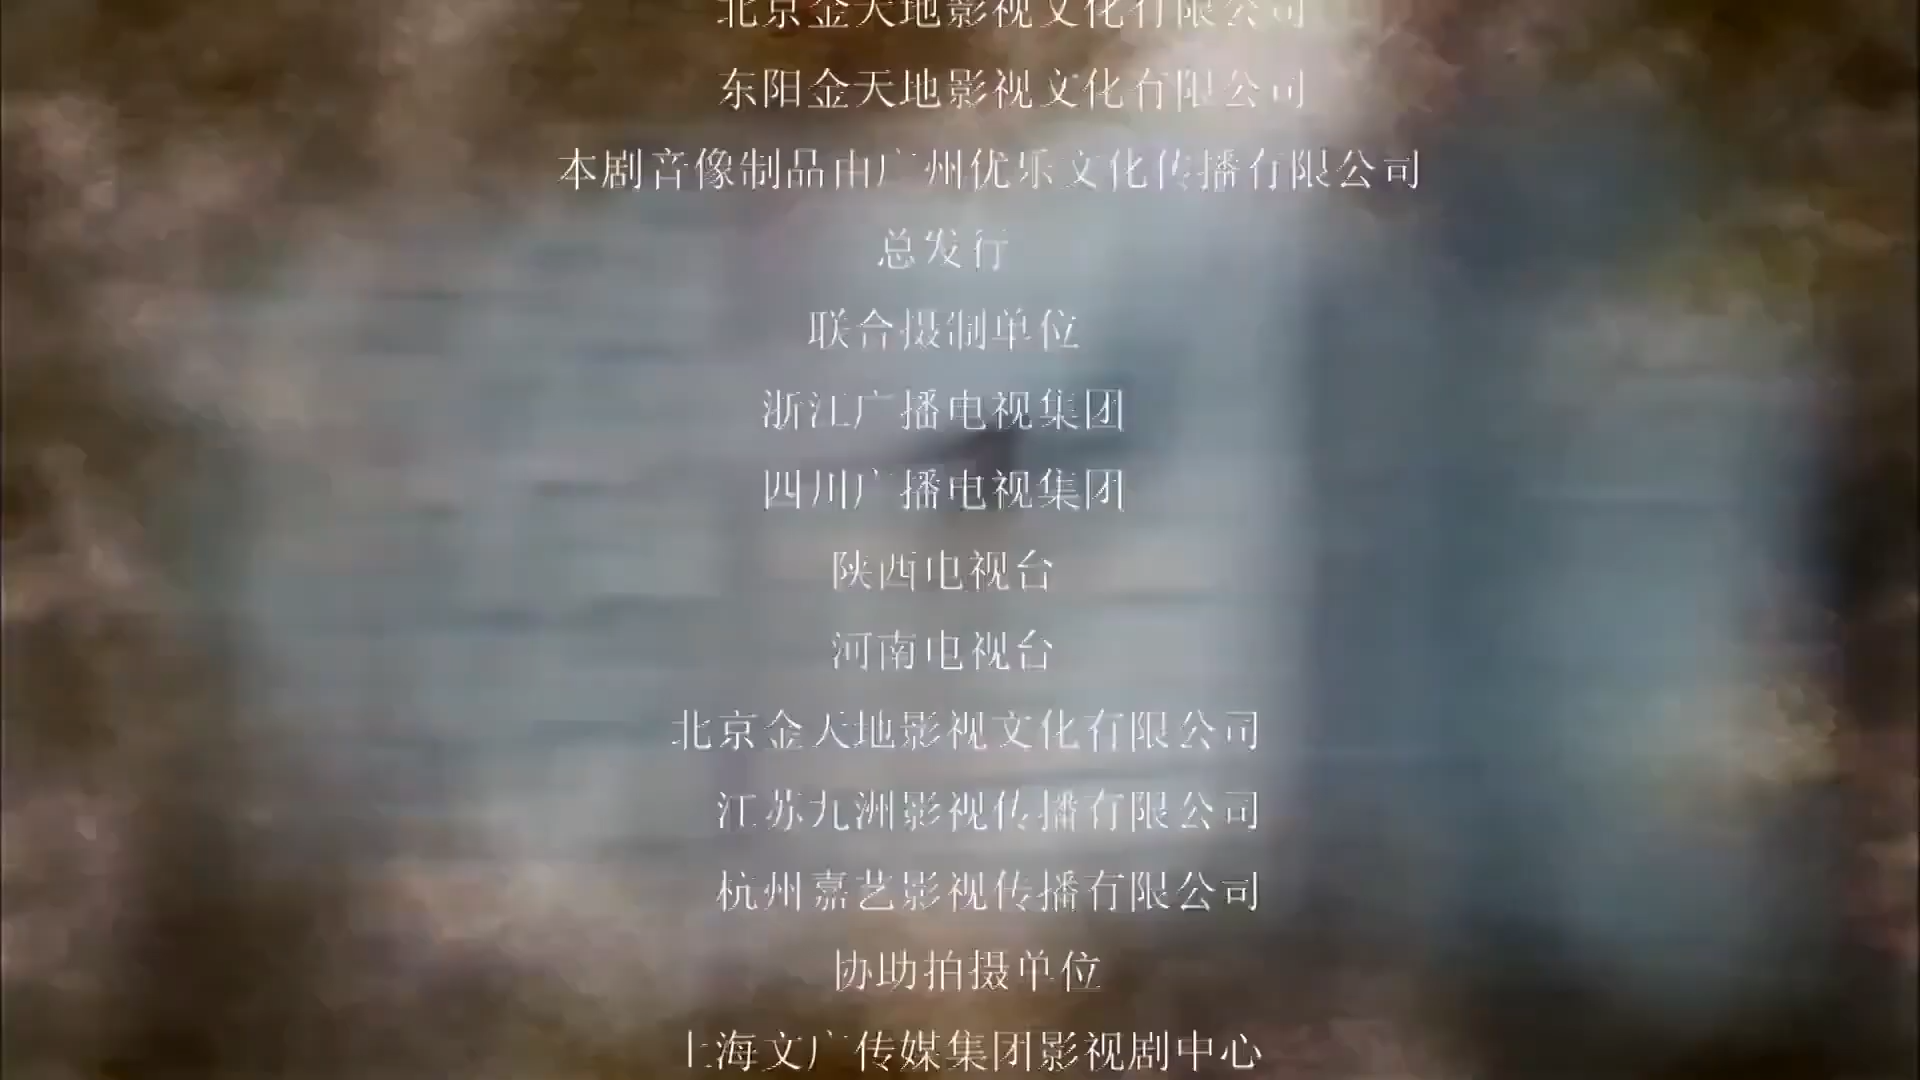 北京金天地影视文化有限公司
东阳金天地影视文化有限公司
本剧音像制品由广州优乐文化传播有限公司
总发行
联合摄制单位
浙江广播电视集团
四川广播电视集团
陕西电视台
河南电视台
北京金天地影视文化有限公司
江苏九洲影视传播有限公司
杭州嘉艺影视传播有限公司
协助拍摄单位
上海文广传媒集团影视剧中心